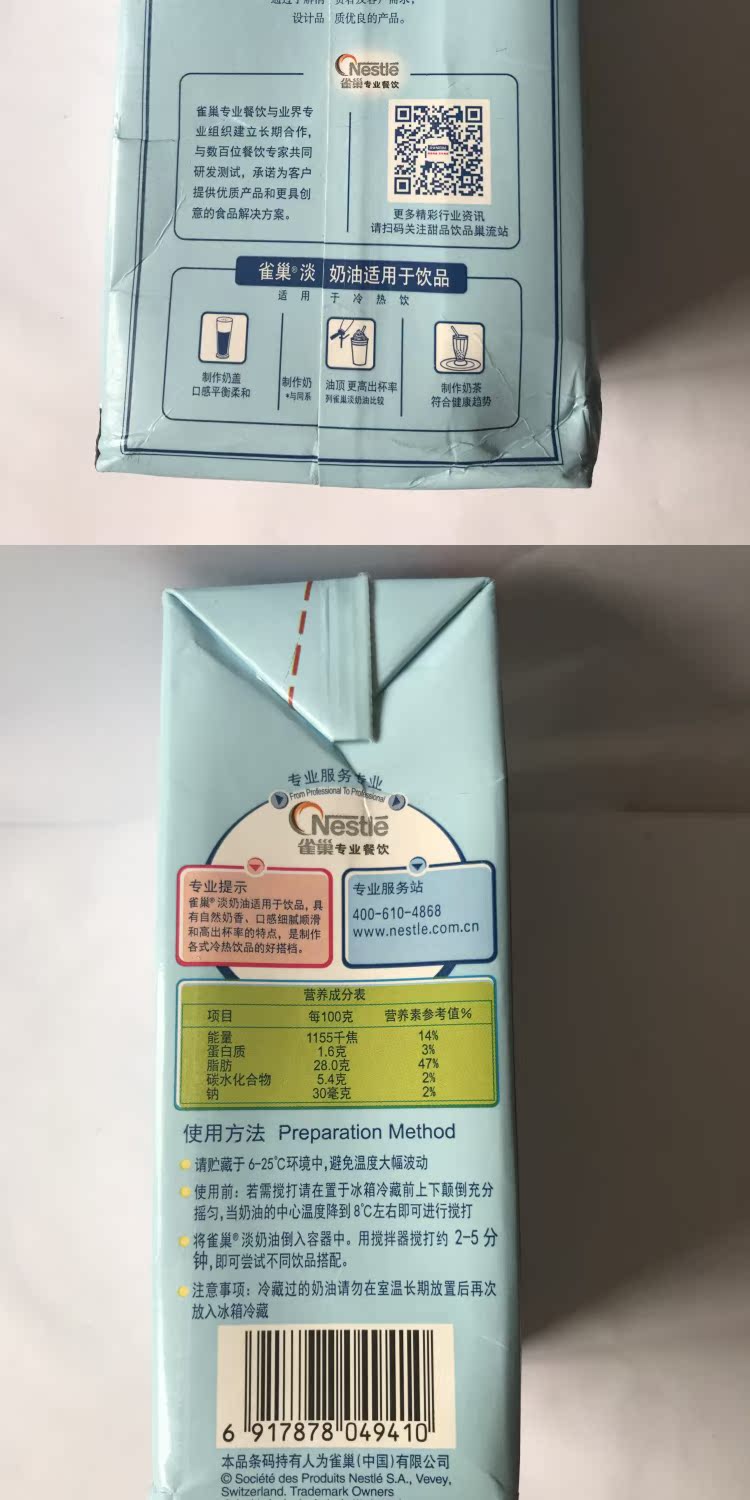 设计品 质优良的产品。
Nestlé
雀巢专业餐饮
雀巢专业餐饮与业界专
业组织建立长期合作，
与数百位餐饮专家共同
研发测试，承诺为客户
提供优质产品和更具创
意的食品解决方案。
更多精彩行业资讯
请扫码关注甜品饮品巢流站
雀巢®淡 奶油适用于饮品
适用 于冷热饮
制作奶盖
口感平衡柔和
制作奶 油顶 更高出杯率
*与同系 列雀巢淡奶油比较
制作奶茶
符合健康趋势
专业服务专业
From Professional To Professional
Nestlé
雀巢专业餐饮
专业提示
雀巢®淡奶油适用于饮品，具
有自然奶香、口感细腻顺滑
和高出杯率的特点，是制作
各式冷热饮品的好搭档。
专业服务站
400-610-4868
www.nestle.com.cn
营养成分表
项目 每100克 营养素参考值%
能量 1155千焦 14%
蛋白质 1.6克 3%
脂肪 28.0克 47%
碳水化合物 5.4克 2%
钠 30毫克 2%
使用方法 Preparation Method
请贮藏于6-25℃环境中,避免温度大幅波动
使用前：若需搅打请在置于冰箱冷藏前上下颠倒充分
摇匀,当奶油的中心温度降到8℃左右即可进行搅打
将雀巢®淡奶油倒入容器中。用搅拌器搅打约 2-5 分
钟,即可尝试不同饮品搭配。
注意事项：冷藏过的奶油请勿在室温长期放置后再次
放入冰箱冷藏
6 917878 049410
本品条码持有人为雀巢(中国)有限公司
© Société des Produits Nestlé S.A., Vevey,
Switzerland. Trademark Owners